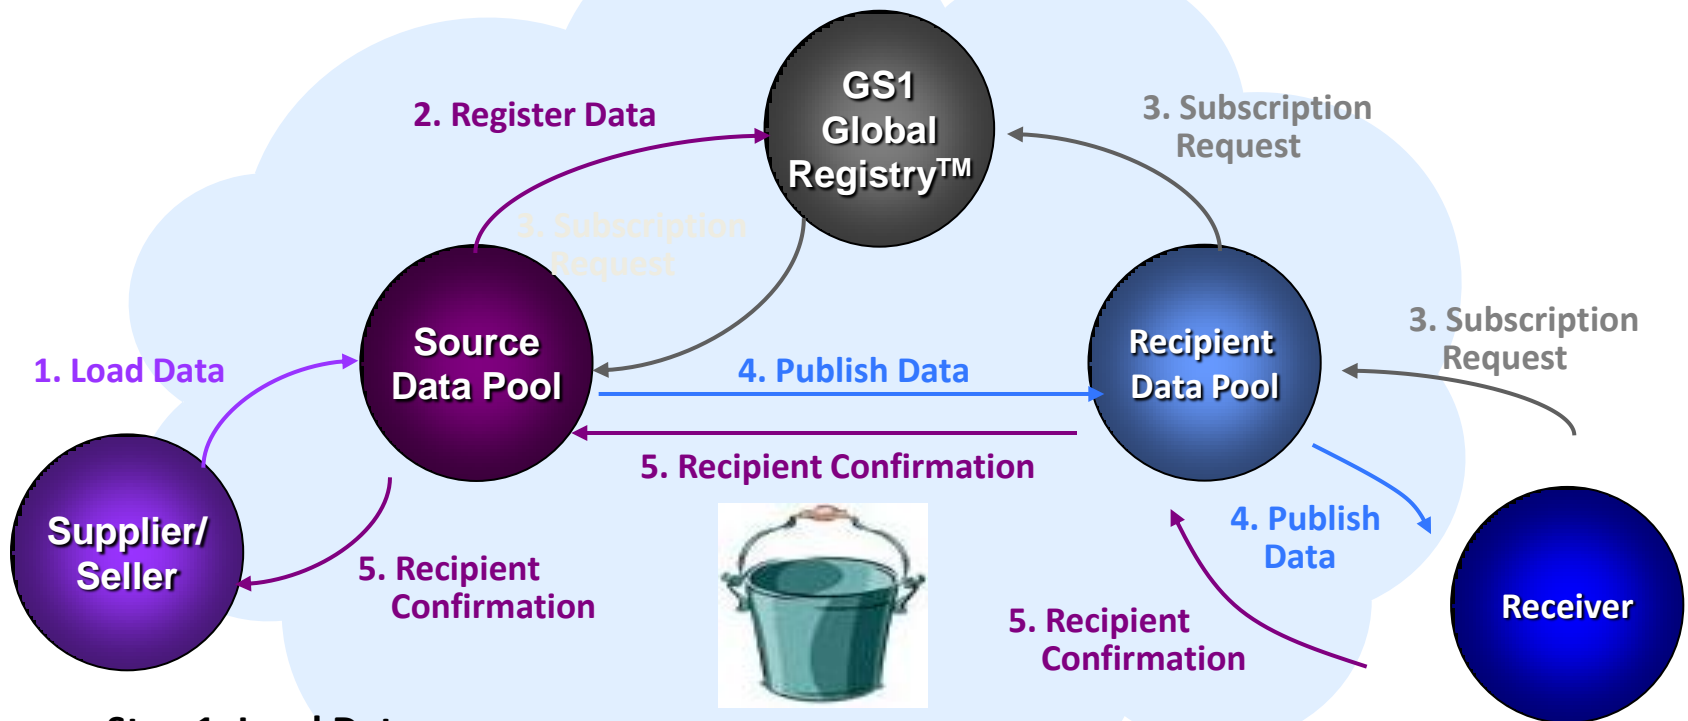 GS1
Global
Registry™
2. Register Data
3. Subscription
Request
3. Subscription
Request
Source
Data Pool
Recipient
Data Pool
3. Subscription
Request
1. Load Data
4. Publish Data
5. Recipient Confirmation
Supplier/
Seller
5. Recipient
Confirmation
4. Publish
Data
5. Recipient
Confirmation
Receiver